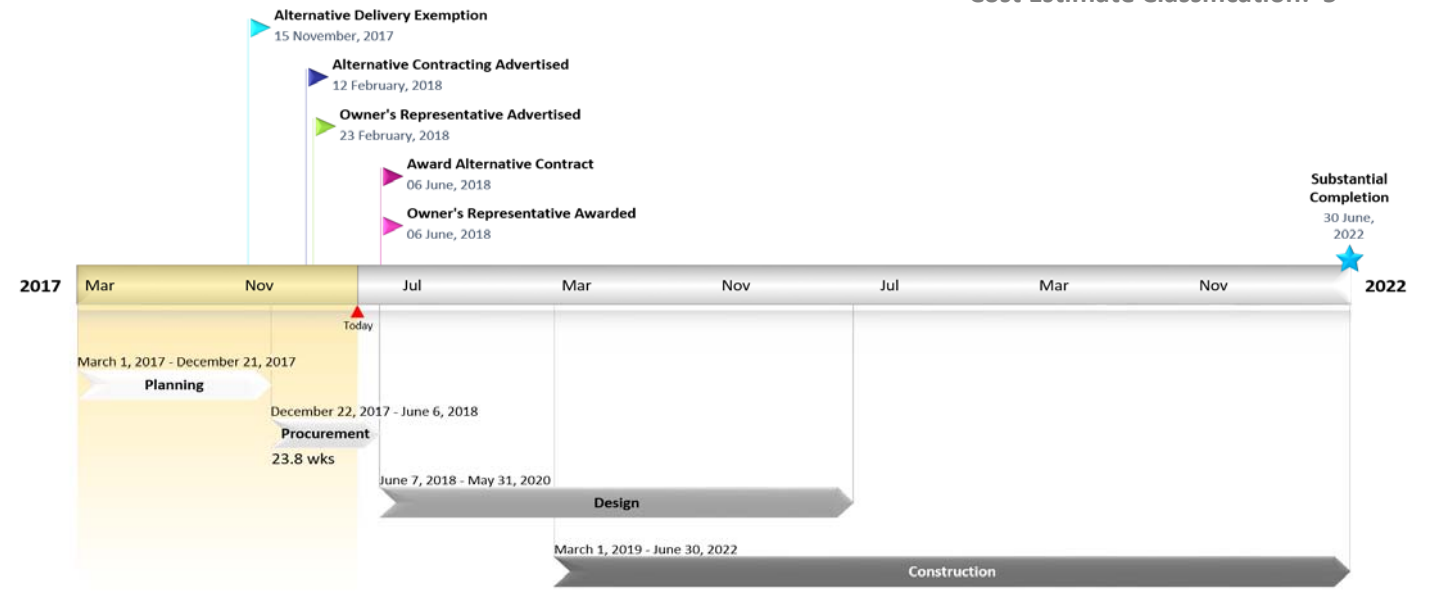 Alternative Delivery Exemption
15 November, 2017
Alternative Contracting Advertised
12 February, 2018
Owner's Representative Advertised
23 February, 2018
Award Alternative Contract
06 June, 2018
Owner's Representative Awarded
06 June, 2018
Substantial
Completion
30 June,
2022
2017 Mar Nov Jul Mar Nov Jul Mar Nov 2022
Today
March 1, 2017 - December 21, 2017
Planning
December 22, 2017 - June 6, 2018
Procurement
23.8 wks
June 7, 2018 - May 31, 2020
Design
March 1, 2019 - June 30, 2022
Construction